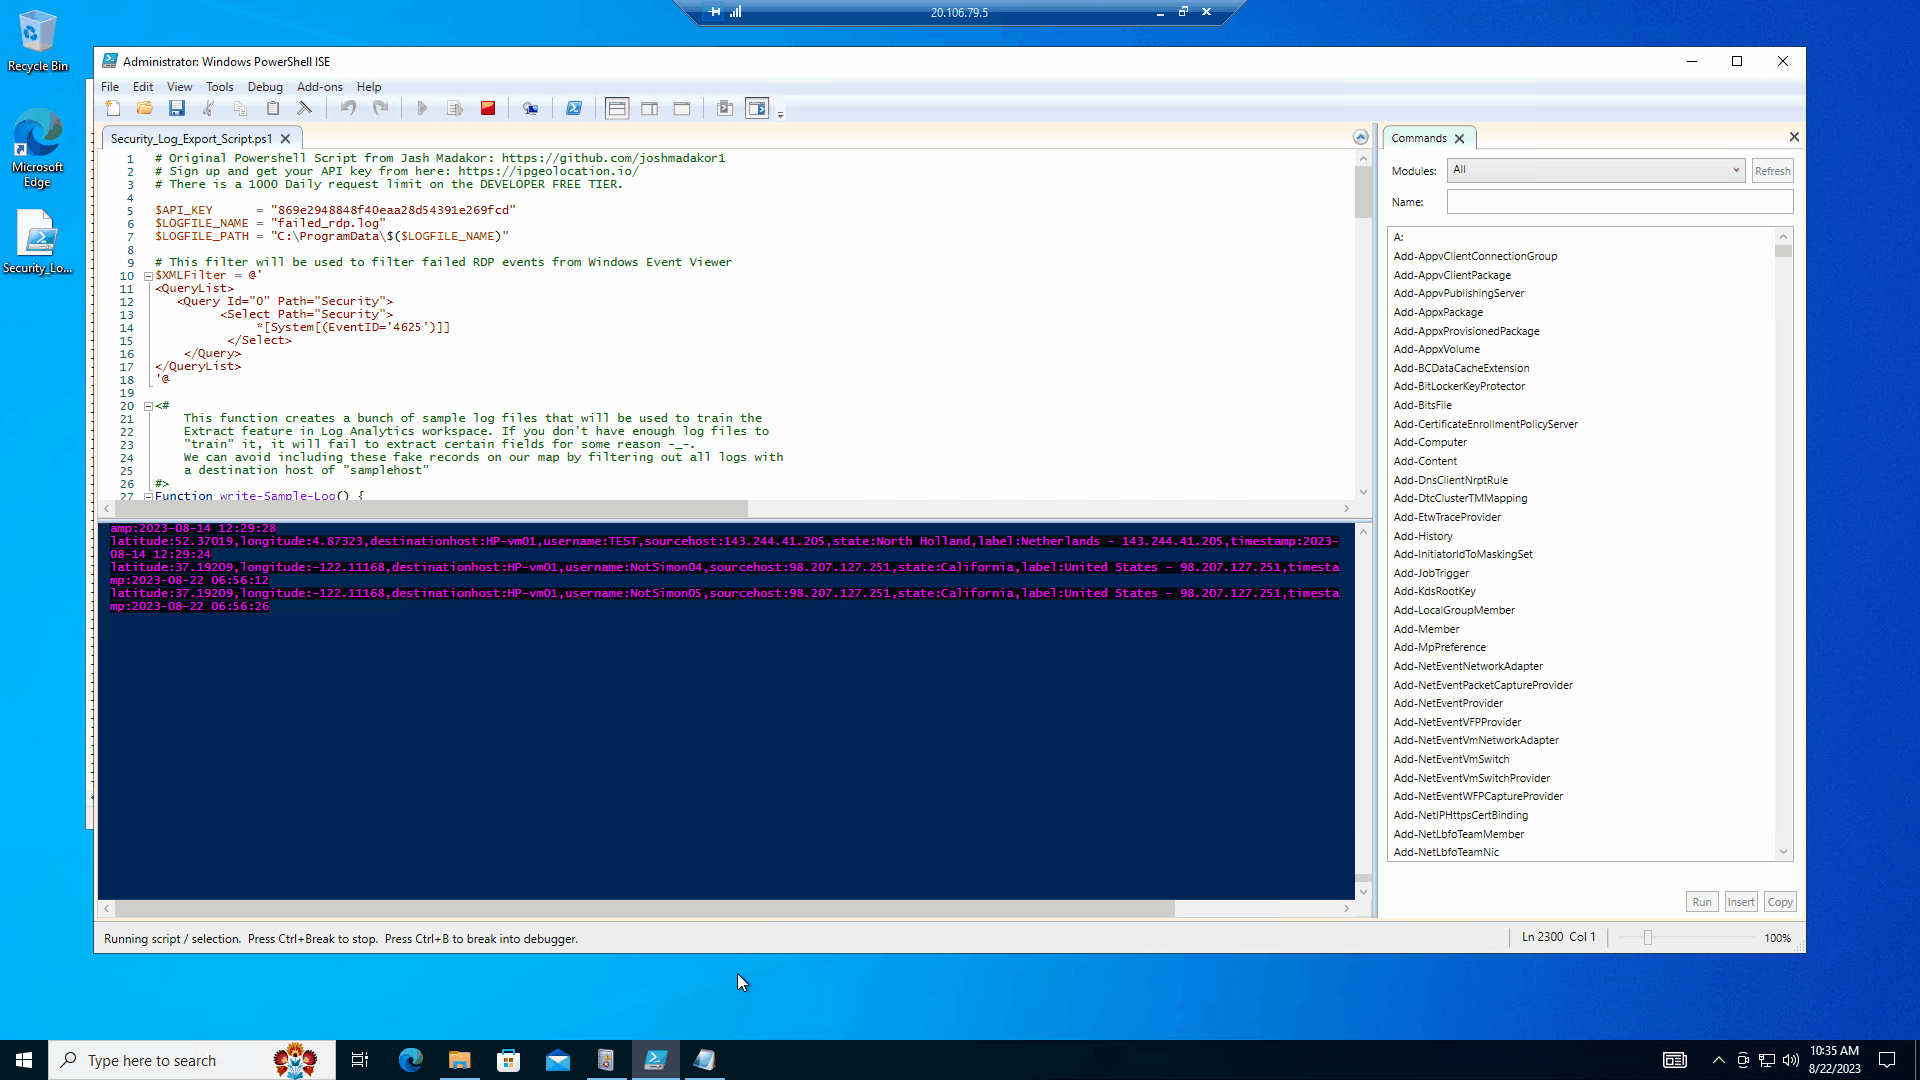 20.106.79.5
Recycle Bin
Microsoft
Edge
Security_Lo...
Administrator: Windows PowerShell ISE
File Edit View Tools Debug Add-ons Help
Security_Log_Export_Script.ps1
1 # Original Powershell Script from Jash Madakor: https://github.com/joshmadakor1
2 # Sign up and get your API key from here: https://ipgeolocation.io/
3 # There is a 1000 Daily request limit on the DEVELOPER FREE TIER.
4
5 $API_KEY = "869e2948848f40eaa28d54391e269fcd"
6 $LOGFILE_NAME = "failed_rdp.log"
7 $LOGFILE_PATH = "C:\ProgramData\$($LOGFILE_NAME)"
8
9 # This filter will be used to filter failed RDP events from Windows Event Viewer
10 $XMLFilter = @'
11 <QueryList>
12 <Query Id="0" Path="Security">
13 <Select Path="Security">
14 *[System[(EventID='4625')]]
15 </Select>
16 </Query>
17 </QueryList>
18 '@
19
20 <#
21 This function creates a bunch of sample log files that will be used to train the
22 Extract feature in Log Analytics workspace. If you don't have enough log files to
23 "train" it, it will fail to extract certain fields for some reason -_-.
24 We can avoid including these fake records on our map by filtering out all logs with
25 a destination host of "samplehost"
26 #>
27 Function write-Sample-Log() {
amp:2023-08-14 12:29:28
latitude:52.37019,longitude:4.87323,destinationhost:HP-vm01,username:TEST,sourcehost:143.244.41.205,state:North Holland,label:Netherlands - 143.244.41.205,timestamp:2023-
08-14 12:29:24
latitude:37.19209,longitude:-122.11168,destinationhost:HP-vm01,username:NotSimon04,sourcehost:98.207.127.251,state:California,label:United States - 98.207.127.251,timesta
mp:2023-08-22 06:56:12
latitude:37.19209,longitude:-122.11168,destinationhost:HP-vm01,username:NotSimon05,sourcehost:98.207.127.251,state:California,label:United States - 98.207.127.251,timesta
mp:2023-08-22 06:56:26
Commands
Modules: All Refresh
Name:
A:
Add-AppvClientConnectionGroup
Add-AppvClientPackage
Add-AppvPublishingServer
Add-AppxPackage
Add-AppxProvisionedPackage
Add-AppxVolume
Add-BCDataCacheExtension
Add-BitLockerKeyProtector
Add-BitsFile
Add-CertificateEnrollmentPolicyServer
Add-Computer
Add-Content
Add-DnsClientNrptRule
Add-DtcClusterTMMapping
Add-EtwTraceProvider
Add-History
Add-InitiatorIdToMaskingSet
Add-JobTrigger
Add-KdsRootKey
Add-LocalGroupMember
Add-Member
Add-MpPreference
Add-NetEventNetworkAdapter
Add-NetEventPacketCaptureProvider
Add-NetEventProvider
Add-NetEventVFPProvider
Add-NetEventVmNetworkAdapter
Add-NetEventVmSwitch
Add-NetEventVmSwitchProvider
Add-NetEventWFPCaptureProvider
Add-NetIPHttpsCertBinding
Add-NetLbfoTeamMember
Add-NetLbfoTeamNic
Run Insert Copy
Running script / selection. Press Ctrl+Break to stop. Press Ctrl+B to break into debugger.
Ln 2300 Col 1
100%
Type here to search
10:35 AM
8/22/2023